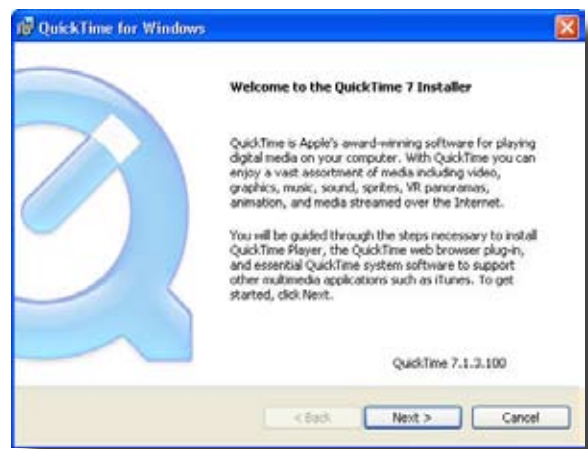 QuickTime for Windows
Welcome to the QuickTime 7 Installer
QuickTime is Apple's award-winning software for playing
digital media on your computer. With QuickTime you can
enjoy a vast assortment of media including video,
graphics, music, sound, sprites, VR panoramas,
animation, and media streamed over the Internet.
You will be guided through the steps necessary to install
QuickTime Player, the QuickTime web browser plug-in,
and essential QuickTime system software to support
other multimedia applications such as iTunes. To get
started, click Next.
QuickTime 7.1.3.100
< Back Next > Cancel